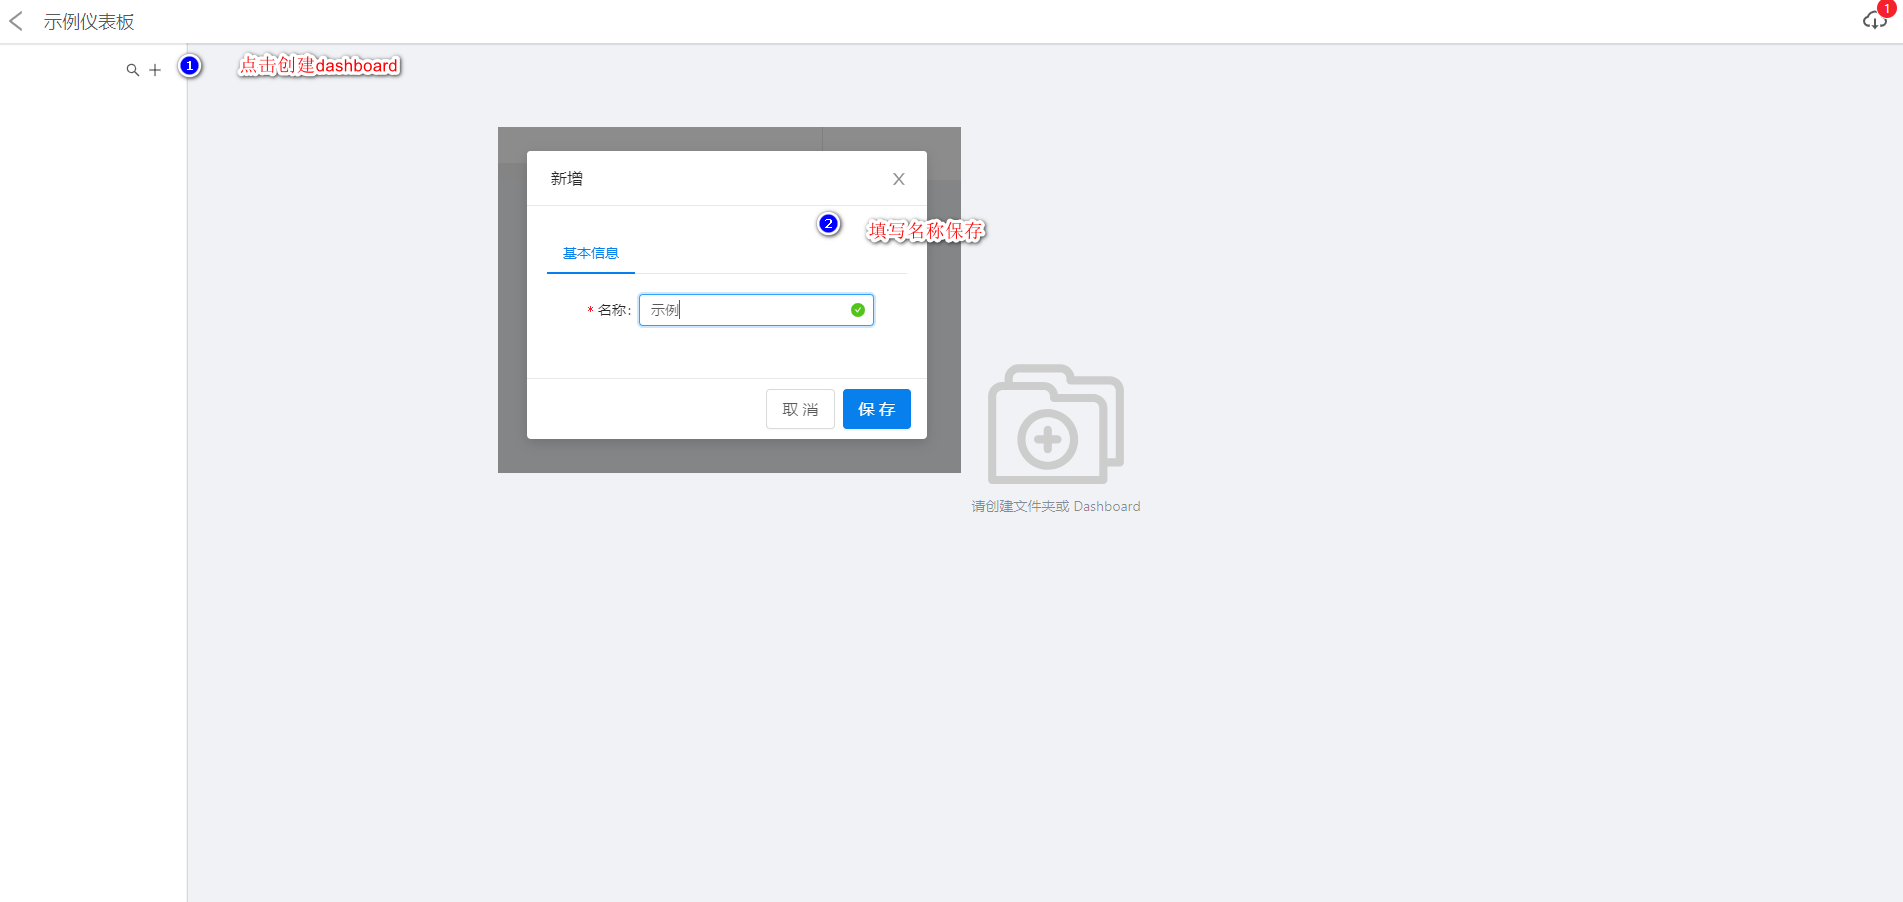 示例仪表板
1
1
点击创建dashboard
新增
2
填写名称保存
基本信息
* 名称:
示例
取 消
保 存
请创建文件夹或 Dashboard